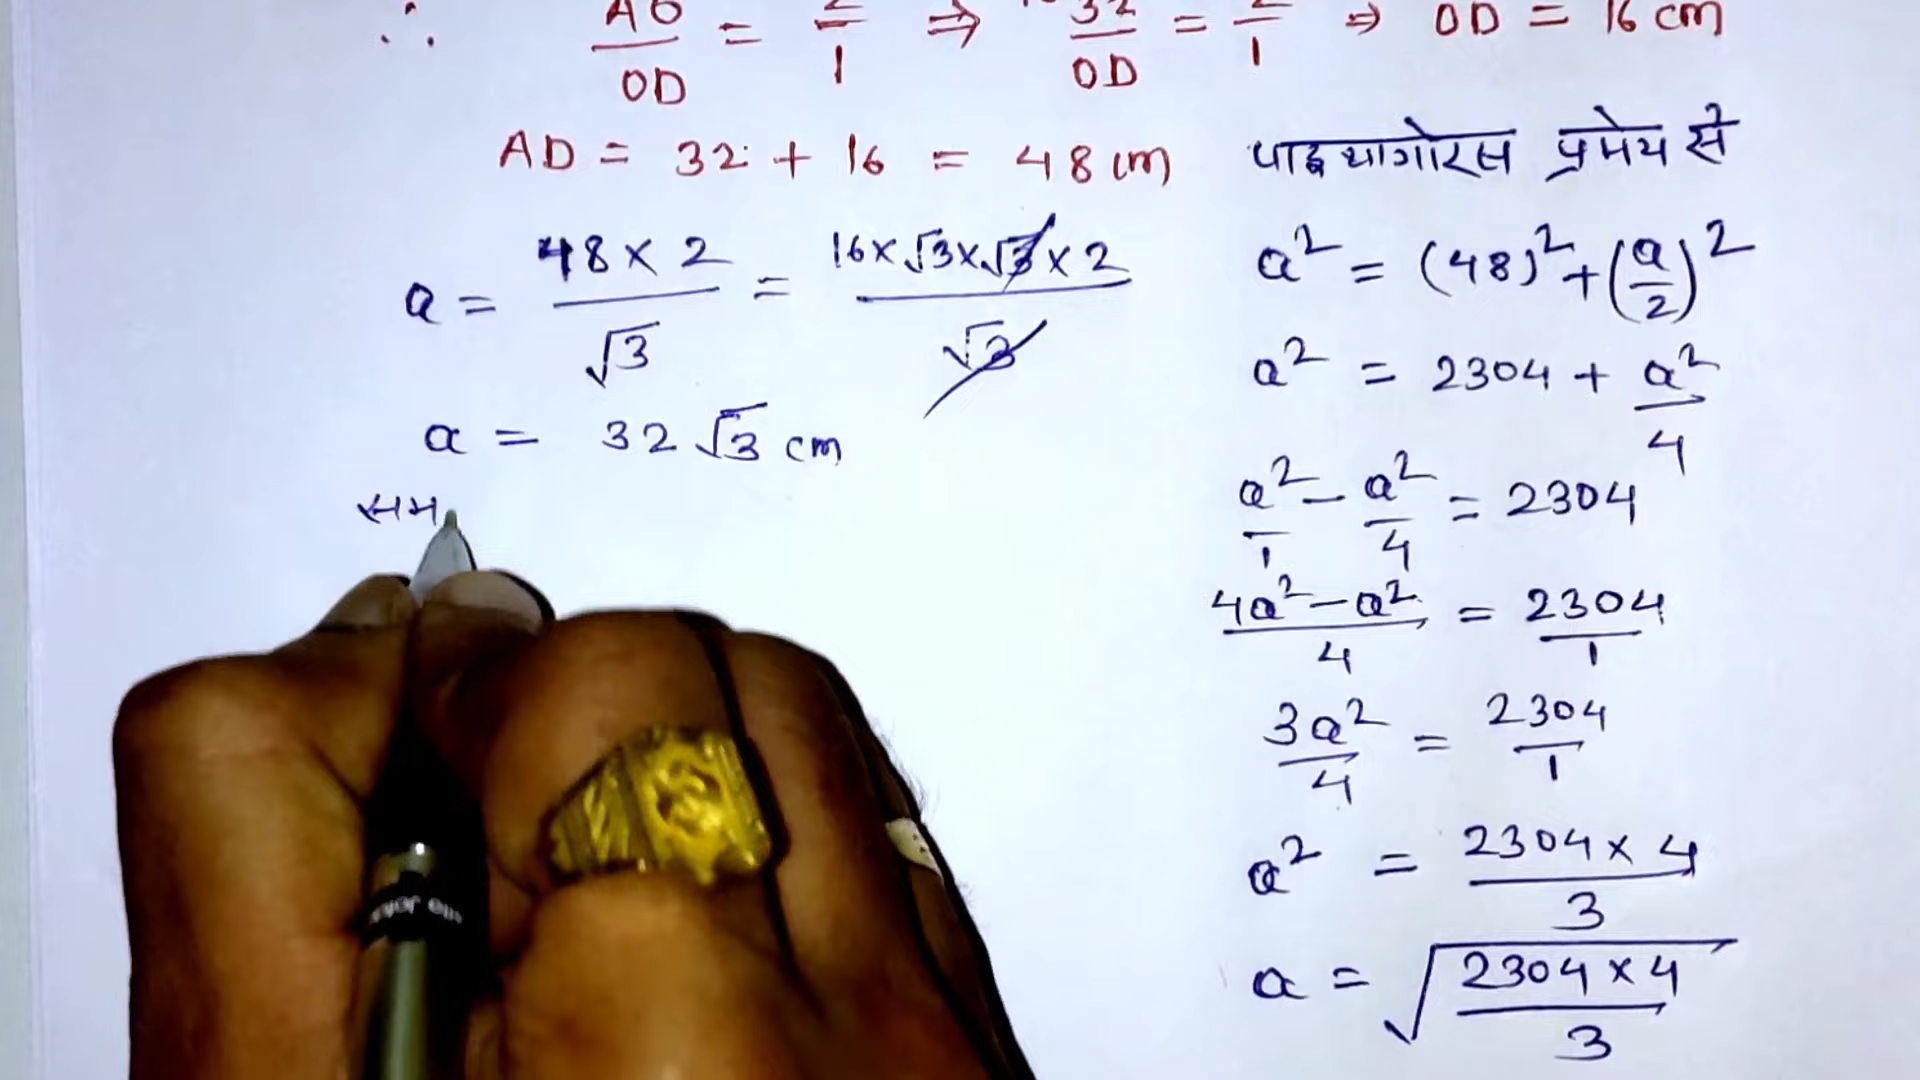 ∴ AO/OD = 2/1 ⇒ 32/OD = 2/1 ⇒ OD = 16 cm
AD = 32 + 16 = 48 cm
a = 48 × 2/√3 = 16 × √3 × √3 × 2/√3
a = 32 √3 cm
सम
पाइथागोरस प्रमेय से
a² = (48)² + (a/2)²
a² = 2304 + a²/4
a²/1 - a²/4 = 2304
4a² - a²/4 = 2304/1
3a²/4 = 2304/1
a² = 2304 × 4/3
a = √(2304 × 4/3)